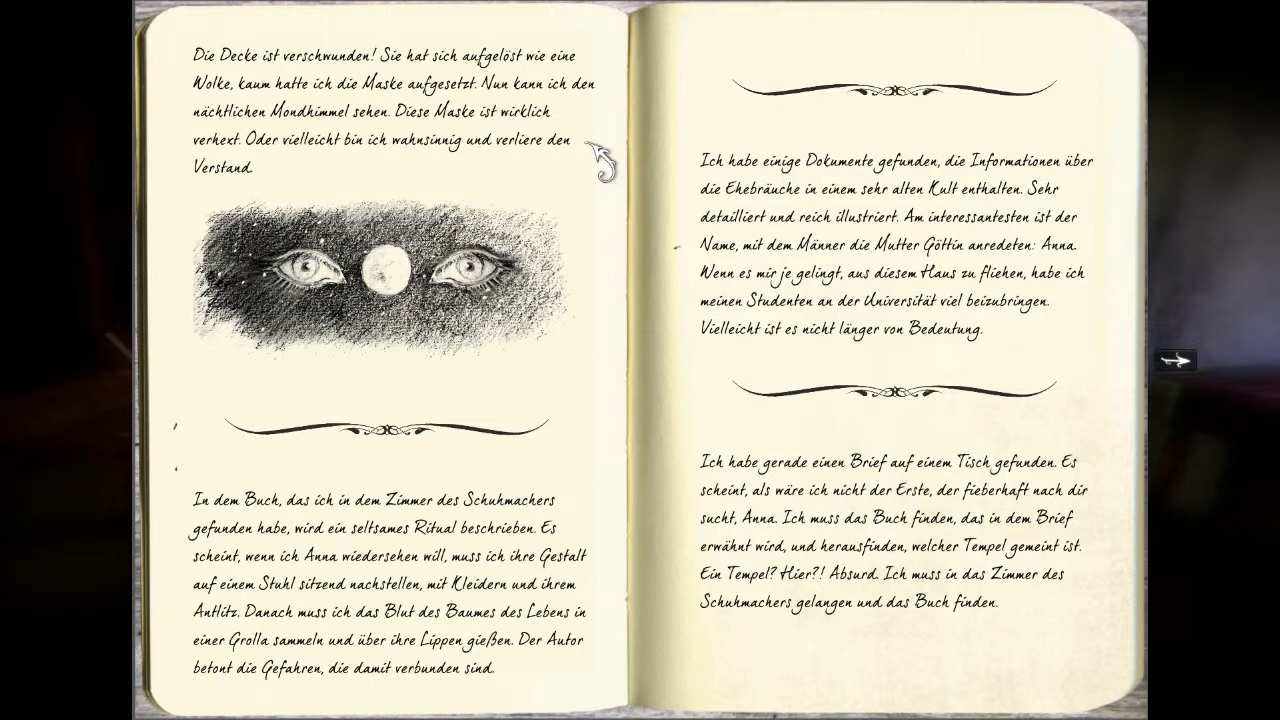 Die Decke ist verschwunden! Sie hat sich aufgelöst wie eine
Wolke, kaum hatte ich die Maske aufgesetzt. Nun kann ich den
nächtlichen Mondhimmel sehen. Diese Maske ist wirklich
verhext. Oder vielleicht bin ich wahnsinnig und verliere den
Verstand.
In dem Buch, das ich in dem Zimmer des Schuhmachers
gefunden habe, wird ein seltsames Ritual beschrieben. Es
scheint, wenn ich Anna wiedersehen will, muss ich ihre Gestalt
auf einem Stuhl sitzend nachstellen, mit Kleidern und ihrem
Antlitz. Danach muss ich das Blut des Baumes des Lebens in
einer Grolla sammeln und über ihre Lippen gießen. Der Autor
betont die Gefahren, die damit verbunden sind.
Ich habe einige Dokumente gefunden, die Informationen über
die Ehebräuche in einem sehr alten Kult enthalten. Sehr
detailliert und reich illustriert. Am interessantesten ist der
Name, mit dem Männer die Mutter Göttin anredeten: Anna.
Wenn es mir je gelingt, aus diesem Haus zu fliehen, habe ich
meinen Studenten an der Universität viel beizubringen.
Vielleicht ist es nicht länger von Bedeutung.
Ich habe gerade einen Brief auf einem Tisch gefunden. Es
scheint, als wäre ich nicht der Erste, der fieberhaft nach dir
sucht, Anna. Ich muss das Buch finden, das in dem Brief
erwähnt wird, und herausfinden, welcher Tempel gemeint ist.
Ein Tempel? Hier?! Absurd. Ich muss in das Zimmer des
Schuhmachers gelangen und das Buch finden.